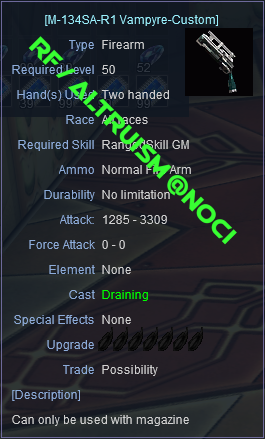 [M-134SA-R1 Vampyre-Custom]
Type Firearm
Required Level 50
Hand(s) Used Two handed
Race All Races
Required Skill Ranged Skill GM
Ammo Normal Fire Arm
Durability No limitation
Attack: 1285 - 3309
Force Attack 0 - 0
Element None
Cast Draining
Special Effects None
Upgrade
Trade Possibility
[Description]
Can only be used with magazine
RF / ALTRUISM @NOCI